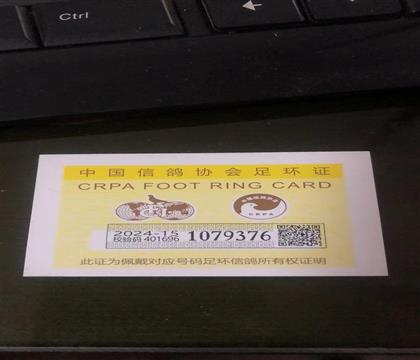 Ctrl
中国信鸽协会足环证
CRPA FOOT RING CARD
CRPA
2024-15
校验码 401696
1079376
此证为佩戴对应号码足环信鸽所有权证明